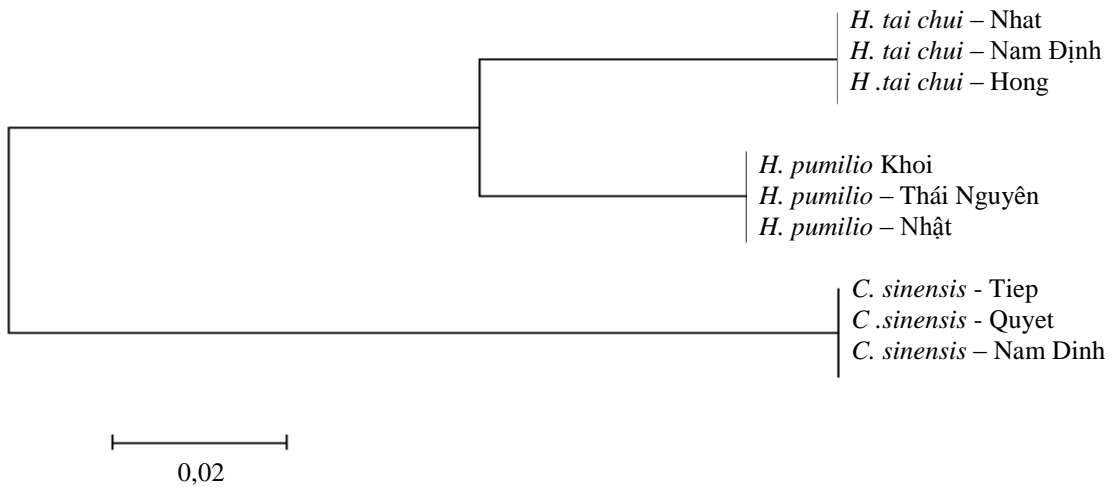 H. tai chui – Nhat
H. tai chui – Nam Định
H .tai chui – Hong
H. pumilio Khoi
H. pumilio – Thái Nguyên
H. pumilio – Nhật
C. sinensis - Tiep
C .sinensis - Quyet
C. sinensis – Nam Dinh
0,02